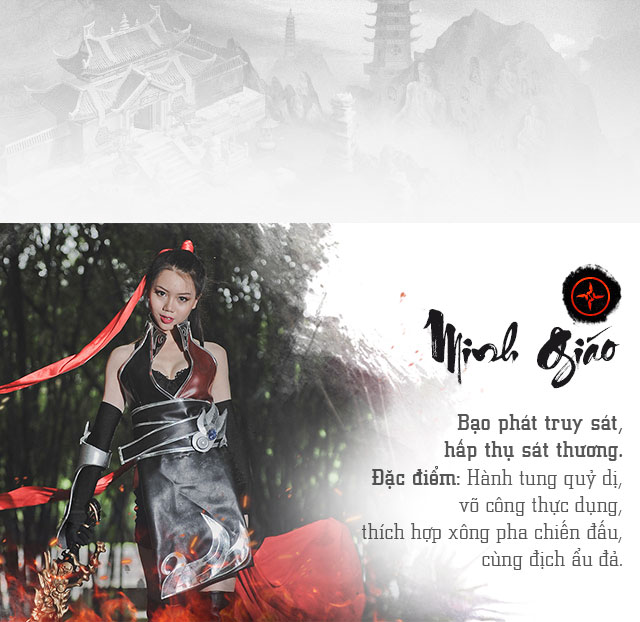 Minh Giáo
Bạo phát truy sát,
hấp thụ sát thương.
Đặc điểm: Hành tung quỷ dị,
võ công thực dụng,
thích hợp xông pha chiến đấu,
cùng địch ẩu đả.